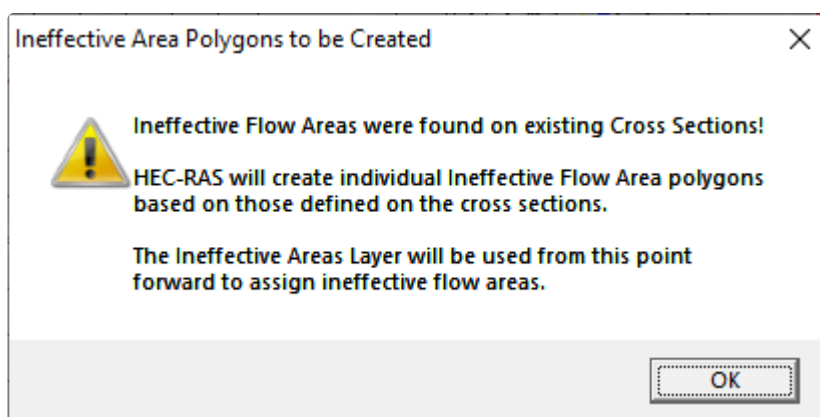 Ineffective Area Polygons to be Created
Ineffective Flow Areas were found on existing Cross Sections!
HEC-RAS will create individual Ineffective Flow Area polygons
based on those defined on the cross sections.
The Ineffective Areas Layer will be used from this point
forward to assign ineffective flow areas.
OK